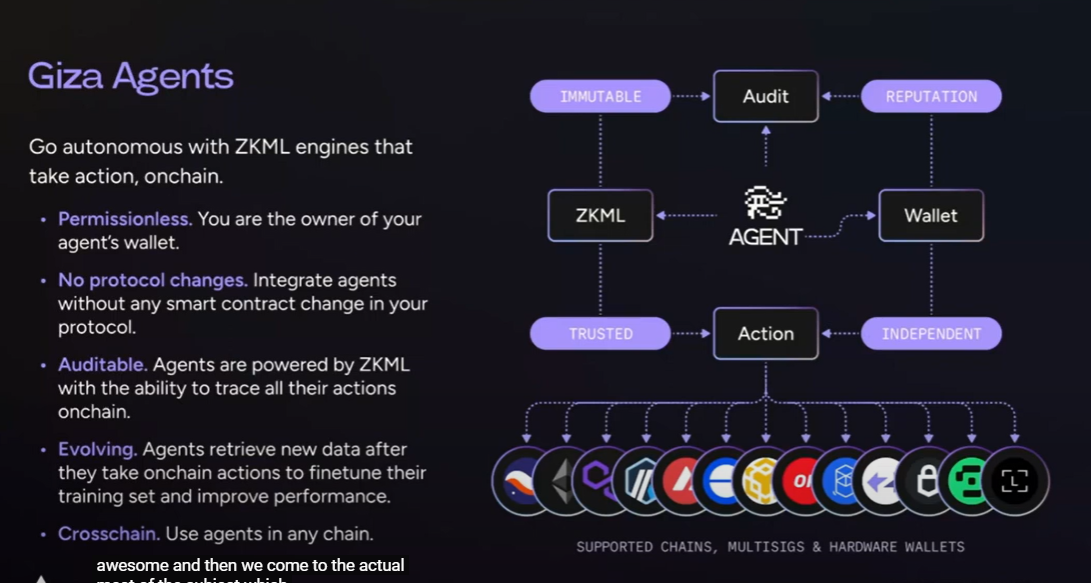 Giza Agents
Go autonomous with ZKML engines that
take action, onchain.
• Permissionless. You are the owner of your
agent's wallet.
• No protocol changes. Integrate agents
without any smart contract change in your
protocol.
• Auditable. Agents are powered by ZKML
with the ability to trace all their actions
onchain.
• Evolving. Agents retrieve new data after
they take onchain actions to finetune their
training set and improve performance.
• Crosschain. Use agents in any chain.
IMMUTABLE
Audit
REPUTATION
ZKML
AGENT
Wallet
TRUSTED
Action
INDEPENDENT
SUPPORTED CHAINS, MULTISIGS & HARDWARE WALLETS
awesome and then we come to the actual
of the subject which